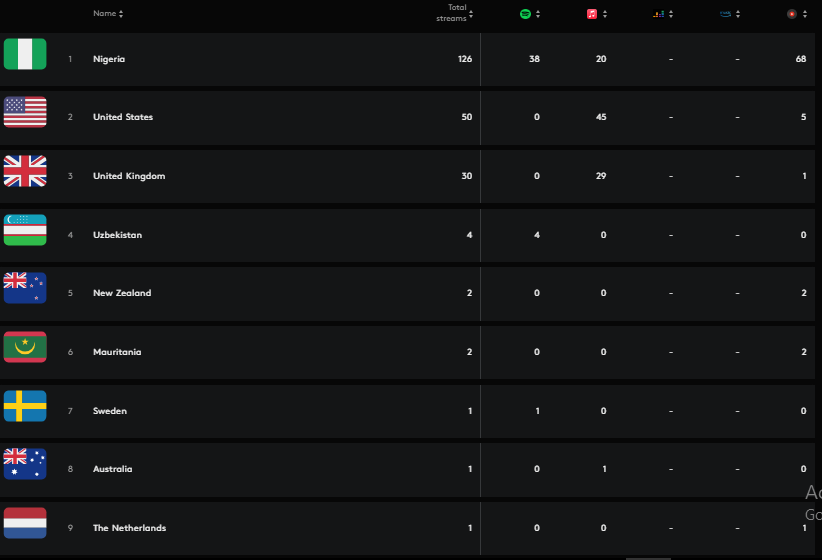 Name Total streams
1 Nigeria 126 38 20 - - 68
2 United States 50 0 45 - - 5
3 United Kingdom 30 0 29 - - 1
4 Uzbekistan 4 4 0 - - 0
5 New Zealand 2 0 0 - - 2
6 Mauritania 2 0 0 - - 2
7 Sweden 1 1 0 - - 0
8 Australia 1 0 1 - - 0
Ac
Go
9 The Netherlands 1 0 0 - - 1